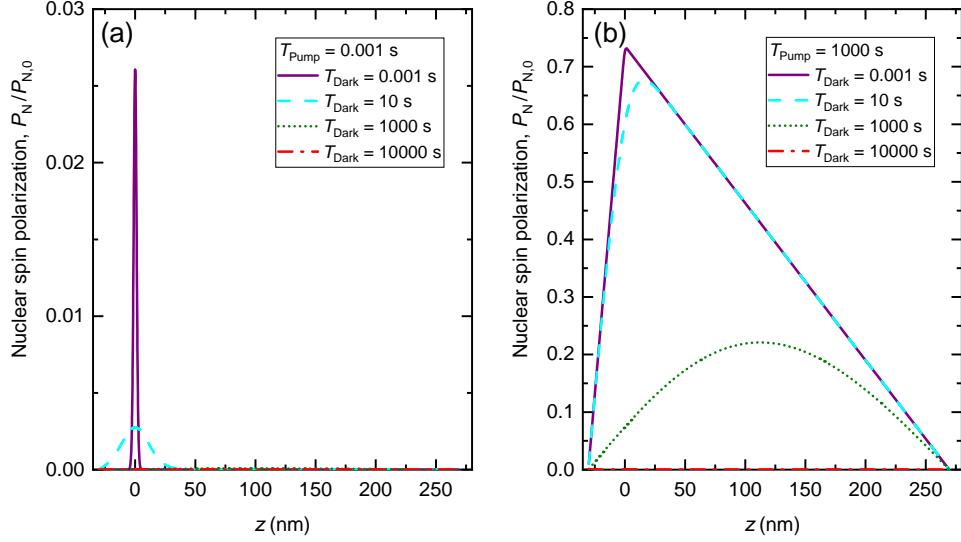 (a)
T_Pump = 0.001 s
T_Dark = 0.001 s
T_Dark = 10 s
T_Dark = 1000 s
T_Dark = 10000 s
Nuclear spin polarization, P_N/P_N,0
0.03
0.02
0.01
0.00
0 50 100 150 200 250
z (nm)
(b)
T_Pump = 1000 s
T_Dark = 0.001 s
T_Dark = 10 s
T_Dark = 1000 s
T_Dark = 10000 s
Nuclear spin polarization, P_N/P_N,0
0.8
0.7
0.6
0.5
0.4
0.3
0.2
0.1
0.0
0 50 100 150 200 250
z (nm)